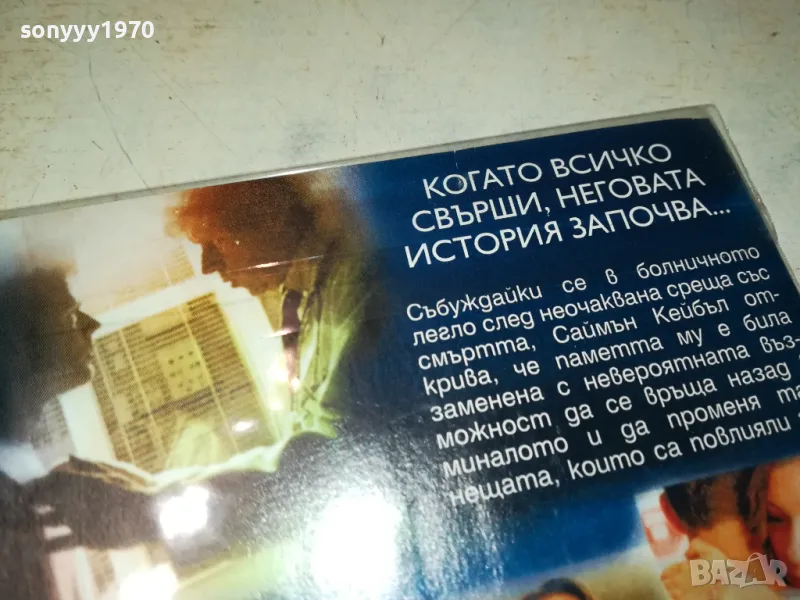 sonyyy1970
КОГАТО ВСИЧКО
СВЪРШИ, НЕГОВАТА
ИСТОРИЯ ЗАПОЧВА...
Събуждайки се в болничното
легло след неочаквана среща със
смъртта, Саймън Кейбъл от-
крива, че паметта му е била
заменена с невероятната въз-
можност да се връща назад
миналото и да променя
нещата, които са повлияли
BAZAR